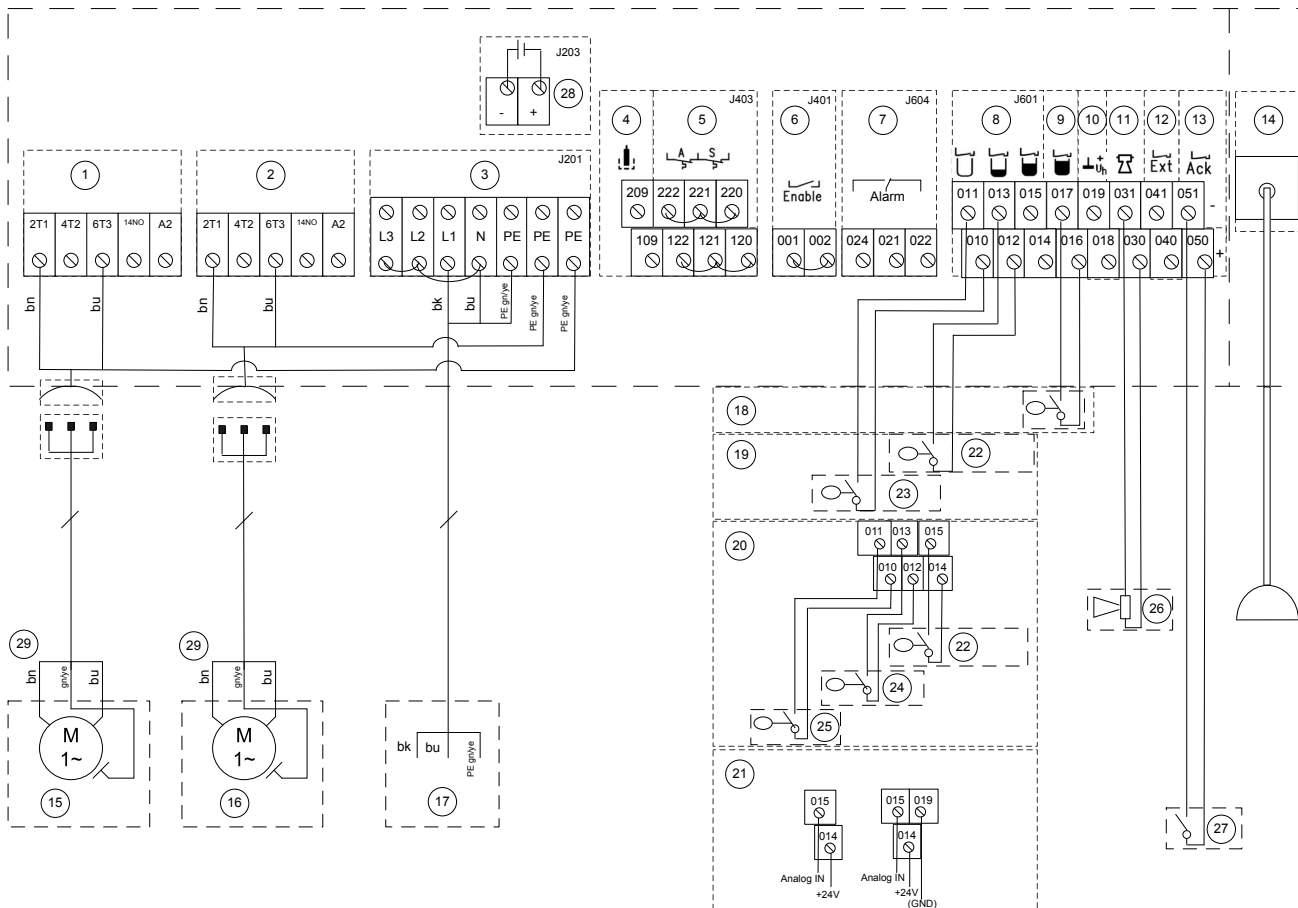 J203
- +
28
J403
J401
J604
J601
1
2
3
J201
4
5
6
7
8
9
10
11
12
13
14
A S
+
Uh
Ext
Ack
Enable
Alarm
209 222 221 220
011 013 015 017 019 031 041 051 -
2T1 4T2 6T3 14NO A2
2T1 4T2 6T3 14NO A2
L3 L2 L1 N PE PE PE
109 122 121 120
001 002
024 021 022
010 012 014 016 018 030 040 050 +
bn bu
bn bu
bk bu PE gn/ye PE gn/ye PE gn/ye
18
19
22
23
20
011 013 015
010 012 014
26
22
24
25
29
29
bn gn/ye bu
bn gn/ye bu
M
1~
M
1~
bk bu PE gn/ye
15
16
17
21
015
014
015 019
014
27
Analog IN
+24V
Analog IN
+24V
(GND)